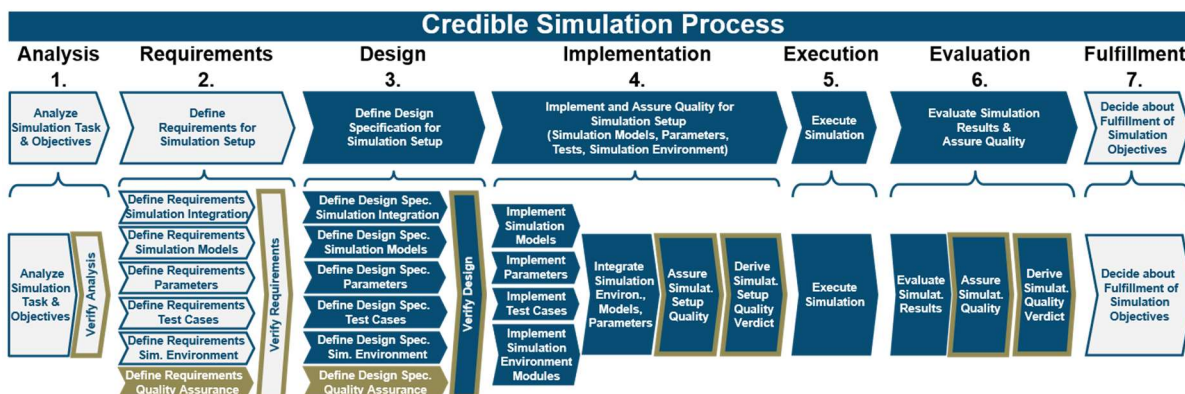 Credible Simulation Process
Analysis
1.
Requirements
2.
Design
3.
Implementation
4.
Execution
5.
Evaluation
6.
Fulfillment
7.
Analyze
Simulation Task
& Objectives
Define
Requirements for
Simulation Setup
Define Design
Specification for
Simulation Setup
Implement and Assure Quality for
Simulation Setup
(Simulation Models, Parameters,
Tests, Simulation Environment)
Execute
Simulation
Evaluate Simulation
Results &
Assure Quality
Decide about
Fulfillment of
Simulation
Objectives
Analyze
Simulation
Task &
Objectives
Verify Analysis
Define Requirements
Simulation Integration
Define Requirements
Simulation Models
Define Requirements
Parameters
Define Requirements
Test Cases
Define Requirements
Sim. Environment
Define Requirements
Quality Assurance
Verify Requirements
Define Design Spec.
Simulation Integration
Define Design Spec.
Simulation Models
Define Design Spec.
Parameters
Define Design Spec.
Test Cases
Define Design Spec.
Sim. Environment
Define Design Spec.
Quality Assurance
Verify Design
Implement
Simulation
Models
Implement
Parameters
Implement
Test Cases
Implement
Simulation
Environment
Modules
Integrate
Simulation
Environ.,
Models,
Parameters
Assure
Simulat.
Setup
Quality
Derive
Simulat.
Setup
Quality
Verdict
Execute
Simulation
Evaluate
Simulat.
Results
Assure
Simulat.
Quality
Derive
Simulat.
Quality
Verdict
Decide about
Fulfillment of
Simulation
Objectives